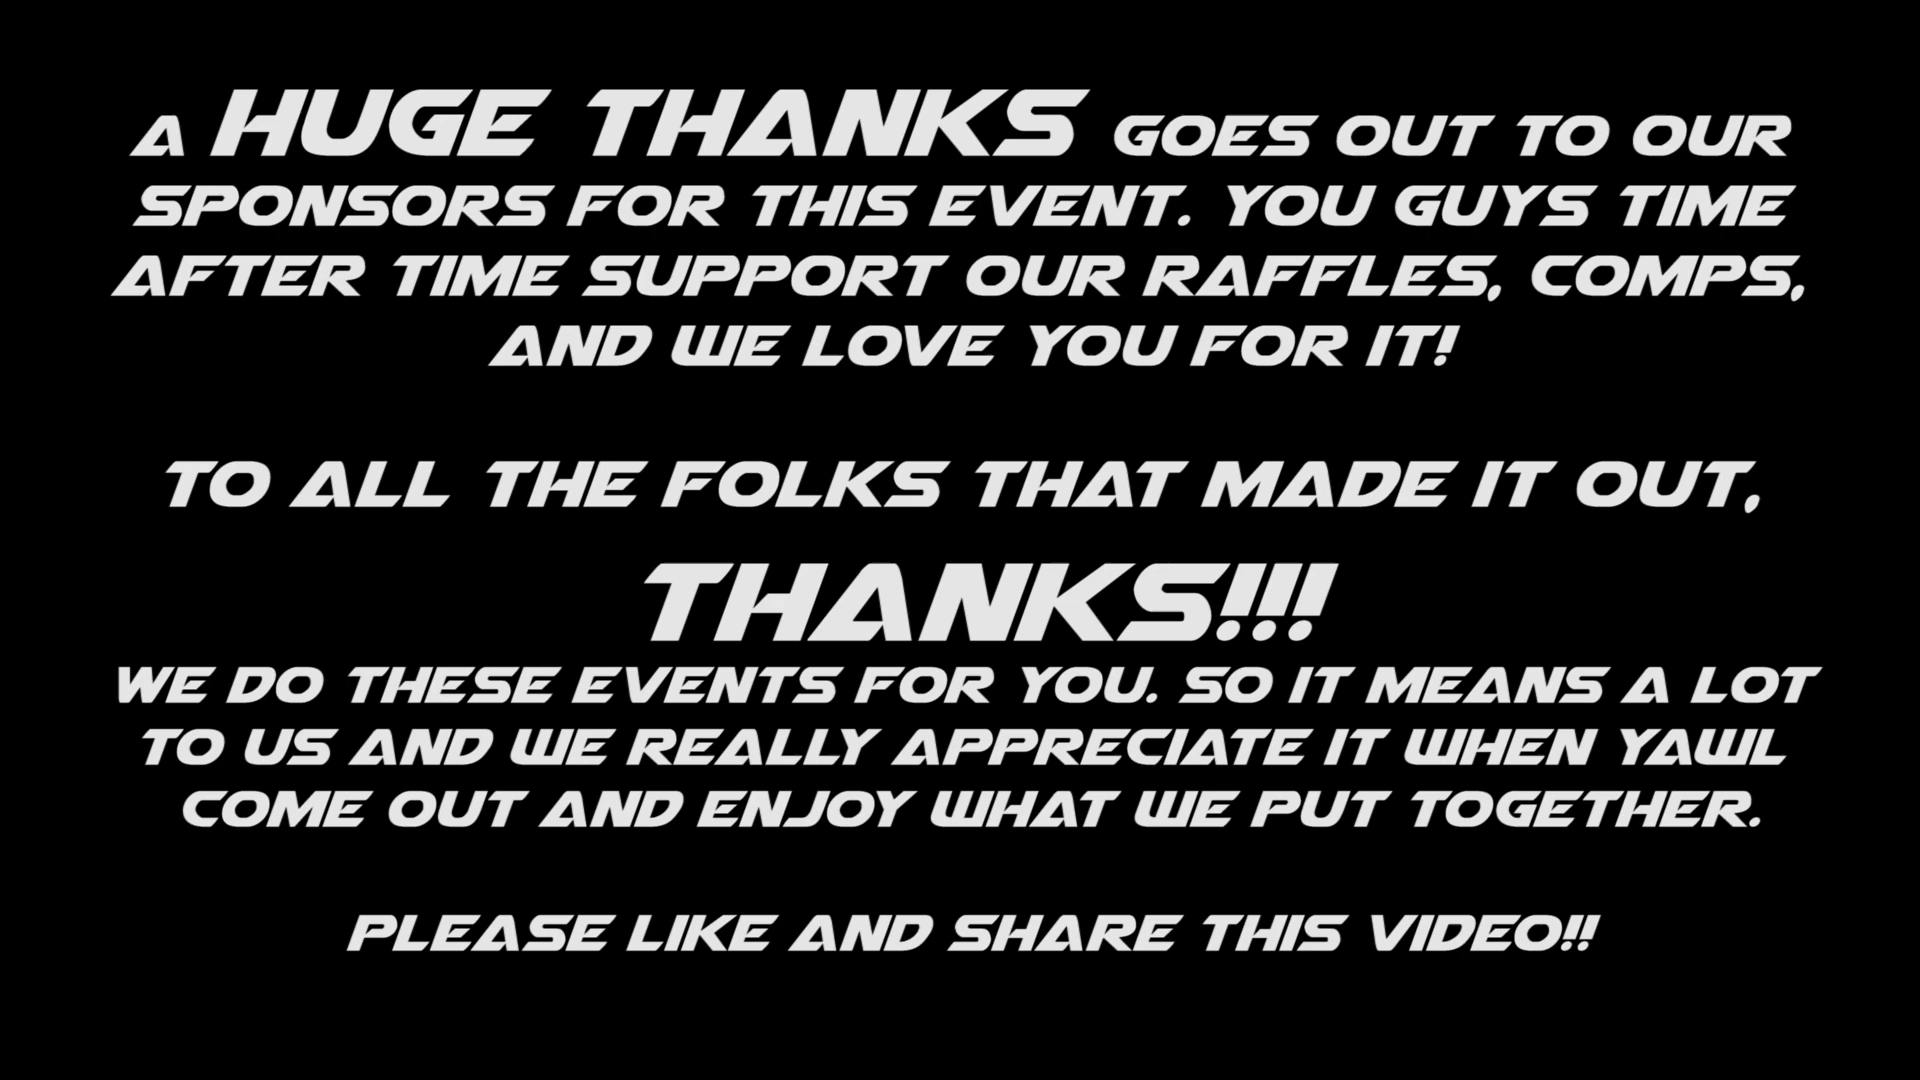 A HUGE THANKS GOES OUT TO OUR
SPONSORS FOR THIS EVENT. YOU GUYS TIME
AFTER TIME SUPPORT OUR RAFFLES, COMPS,
AND WE LOVE YOU FOR IT!
TO ALL THE FOLKS THAT MADE IT OUT,
THANKS!!!
WE DO THESE EVENTS FOR YOU. SO IT MEANS A LOT
TO US AND WE REALLY APPRECIATE IT WHEN YAWL
COME OUT AND ENJOY WHAT WE PUT TOGETHER.
PLEASE LIKE AND SHARE THIS VIDEO!!